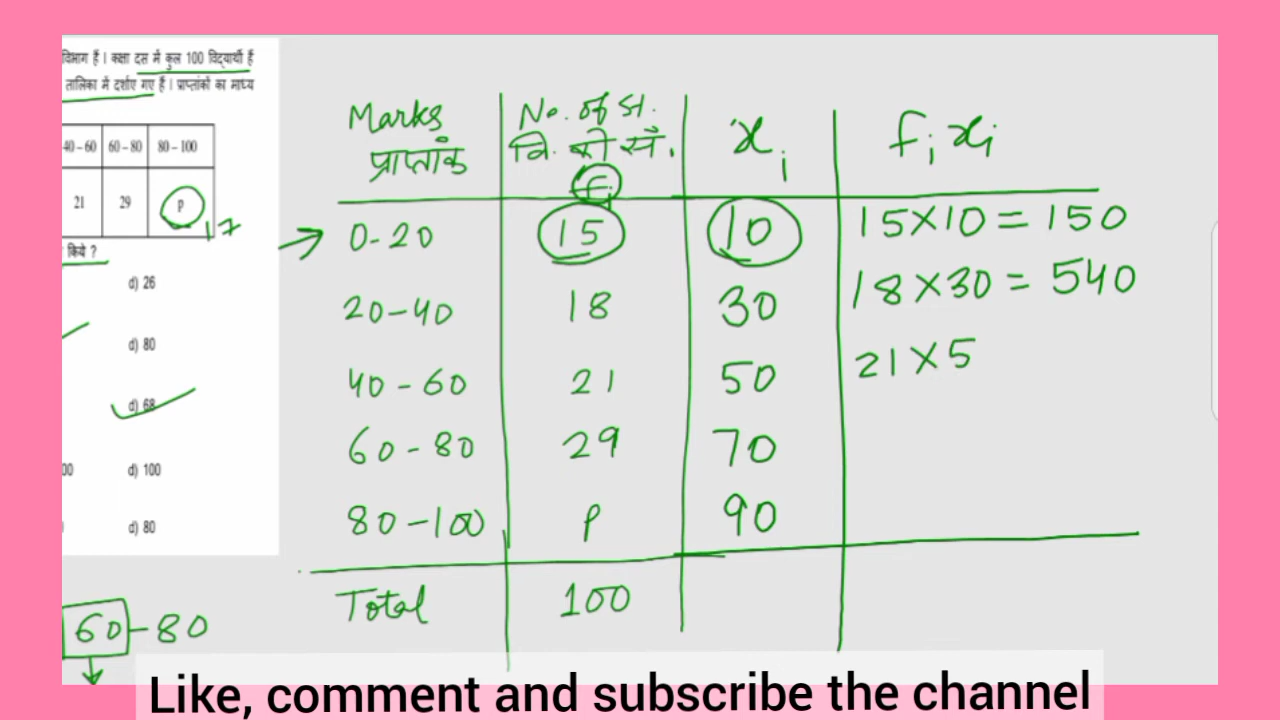 विभाग हैं। कक्षा दस में कुल 100 विद्यार्थी हैं
तालिका में दर्शाए गए हैं। प्राप्तांकों का माध्य
40-60 60-80 80-100
21 29 P
17
किये ?
d) 26
d) 80
d) 68
00 d) 100
d) 80
60-80
Marks No. of st. xi fixi
प्राप्तांक वि. की सं.
fi
0-20 15 10 15×10=150
20-40 18 30 18×30=540
40-60 21 50 21×5
60-80 29 70
80-100 P 90
Total 100
Like, comment and subscribe the channel